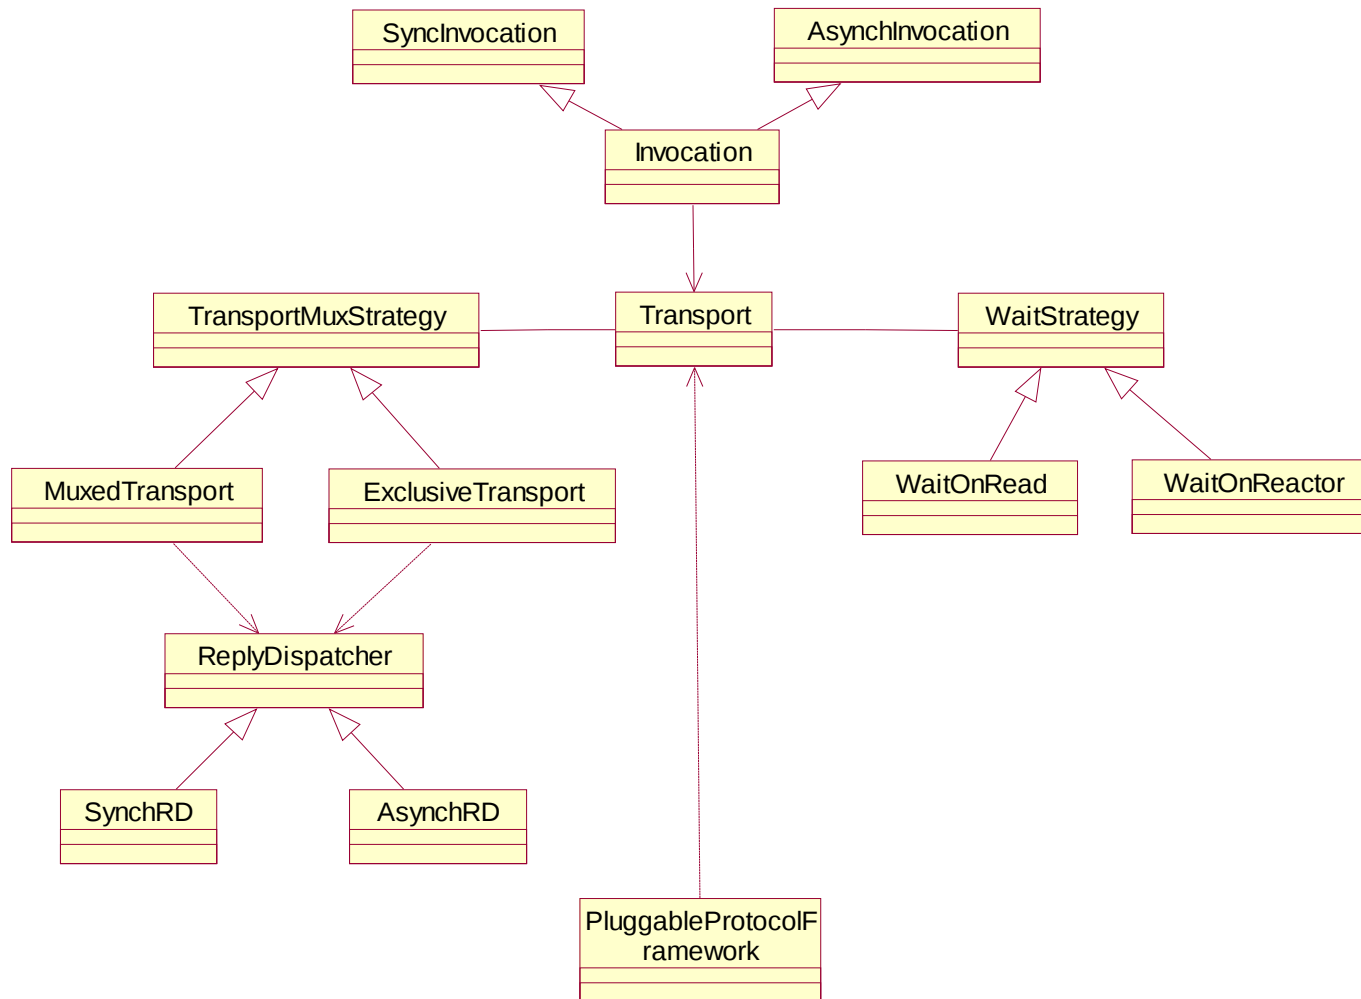 SyncInvocation
AsynchInvocation
Invocation
TransportMuxStrategy
Transport
WaitStrategy
MuxedTransport
ExclusiveTransport
WaitOnRead
WaitOnReactor
ReplyDispatcher
SynchRD
AsynchRD
PluggableProtocolF
ramework